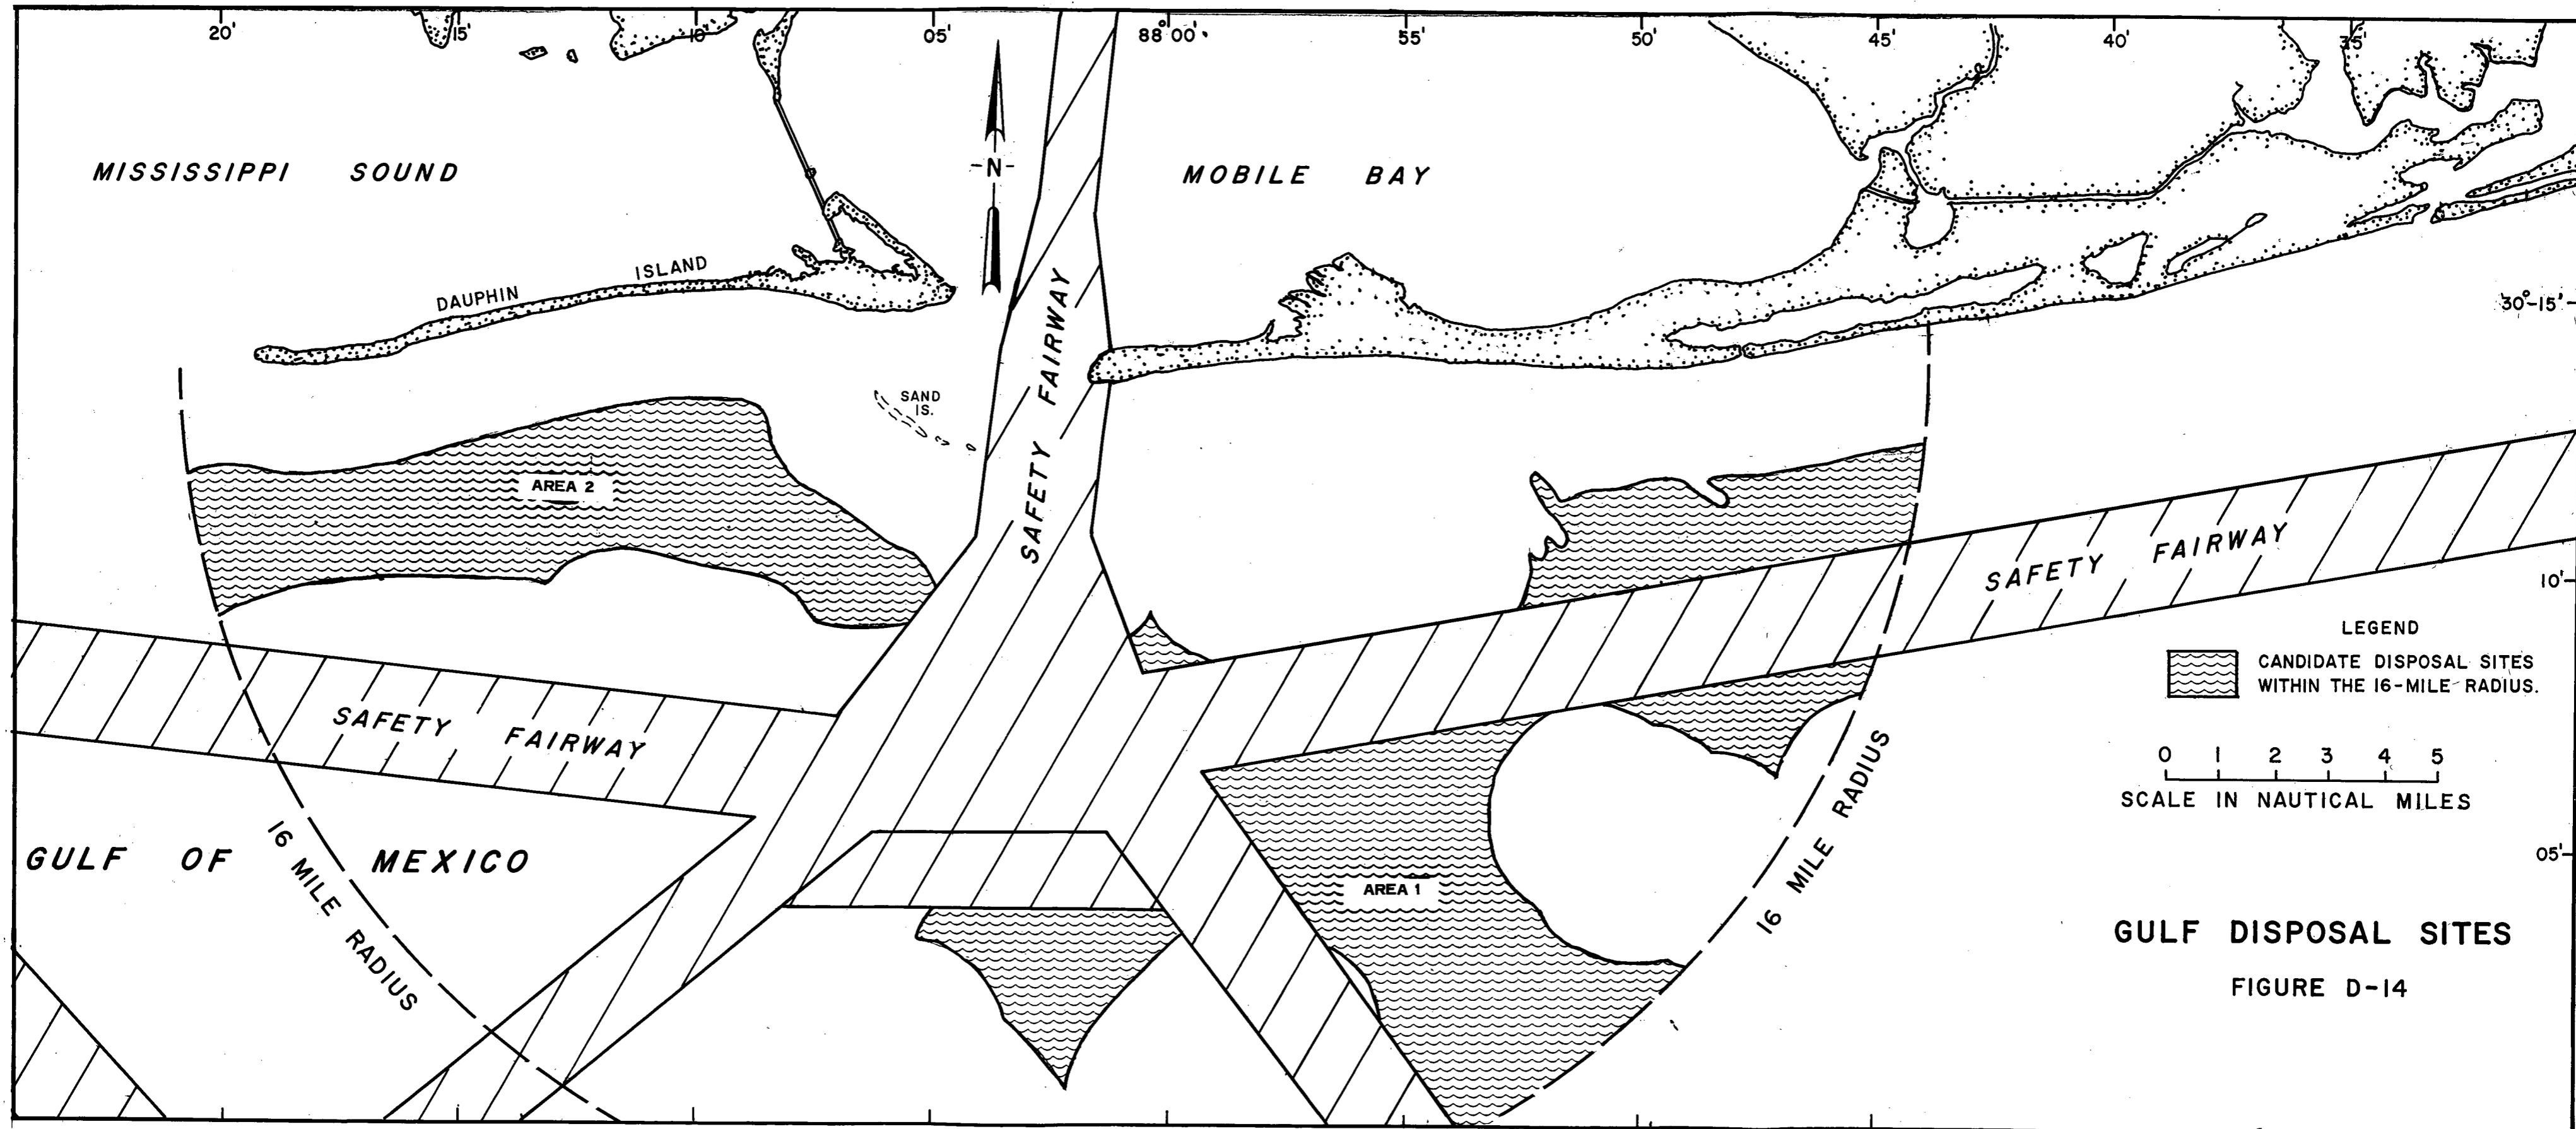 20' 15' 10' 05' 88°00' 55' 50' 45' 40' 35'
MISSISSIPPI SOUND
-N-
MOBILE BAY
DAUPHIN ISLAND
30°-15'
SAFETY FAIRWAY
SAND
IS.
AREA 2
SAFETY FAIRWAY
10'
LEGEND
CANDIDATE DISPOSAL SITES
WITHIN THE 16-MILE RADIUS.
SAFETY FAIRWAY
0 1 2 3 4 5
SCALE IN NAUTICAL MILES
16 MILE RADIUS
GULF OF MEXICO
16 MILE RADIUS
05'
AREA 1
GULF DISPOSAL SITES
FIGURE D-14